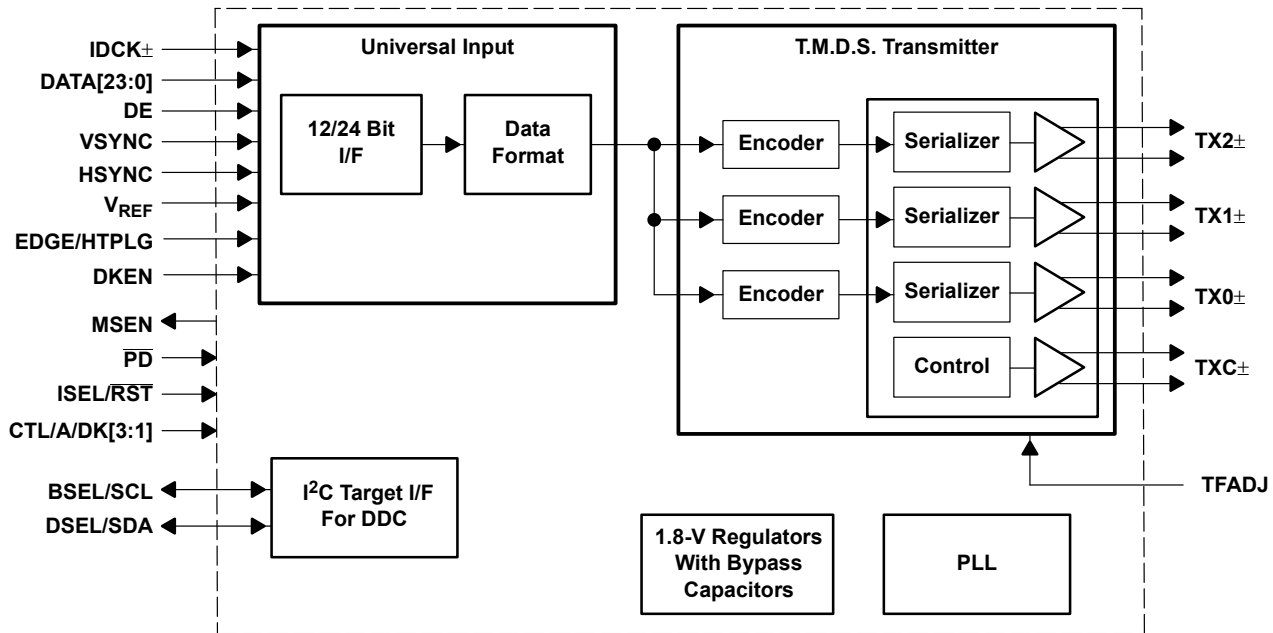 IDCK±
DATA[23:0]
DE
VSYNC
HSYNC
VREF
EDGE/HTPLG
DKEN
MSEN
PD
ISEL/RST
CTL/A/DK[3:1]
BSEL/SCL
DSEL/SDA
Universal Input
12/24 Bit
I/F
Data
Format
I2C Target I/F
For DDC
T.M.D.S. Transmitter
Encoder
Serializer
Encoder
Serializer
Encoder
Serializer
Control
TX2±
TX1±
TX0±
TXC±
TFADJ
1.8-V Regulators
With Bypass
Capacitors
PLL